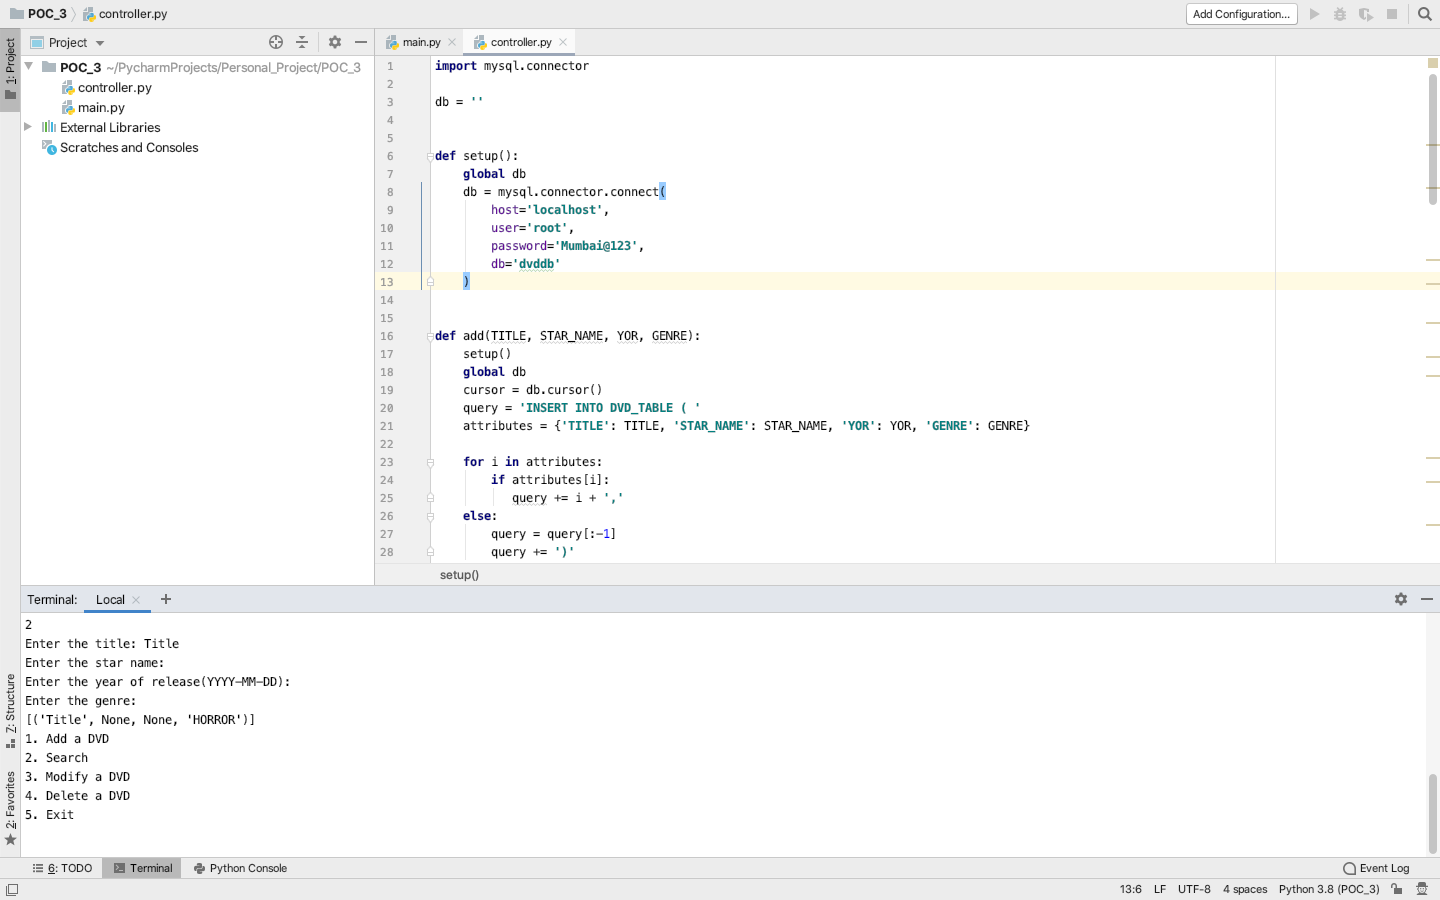 POC_3 controller.py Add Configuration...
1: Project
Project main.py controller.py
POC_3 ~/PycharmProjects/Personal_Project/POC_3
controller.py
main.py
External Libraries
Scratches and Consoles
1 import mysql.connector
2
3 db = ''
4
5
6 def setup():
7     global db
8     db = mysql.connector.connect(
9         host='localhost',
10         user='root',
11         password='Mumbai@123',
12         db='dvddb'
13     )
14
15
16 def add(TITLE, STAR_NAME, YOR, GENRE):
17     setup()
18     global db
19     cursor = db.cursor()
20     query = 'INSERT INTO DVD_TABLE ( '
21     attributes = {'TITLE': TITLE, 'STAR_NAME': STAR_NAME, 'YOR': YOR, 'GENRE': GENRE}
22
23     for i in attributes:
24         if attributes[i]:
25            query += i + ','
26     else:
27         query = query[:-1]
28         query += ')'
setup()
Terminal: Local
2
Enter the title: Title
Enter the star name:
Enter the year of release(YYYY-MM-DD):
Enter the genre:
[('Title', None, None, 'HORROR')]
1. Add a DVD
2. Search
3. Modify a DVD
4. Delete a DVD
5. Exit
Z: Structure
2: Favorites
6: TODO Terminal Python Console Event Log
13:6 LF UTF-8 4 spaces Python 3.8 (POC_3)